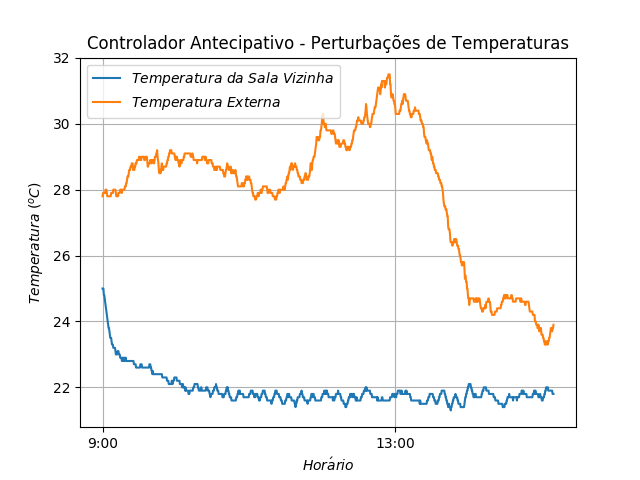 Controlador Antecipativo - Perturbações de Temperaturas
Temperatura da Sala Vizinha
Temperatura Externa
Temperatura (°C)
32
30
28
26
24
22
9:00
13:00
Horário